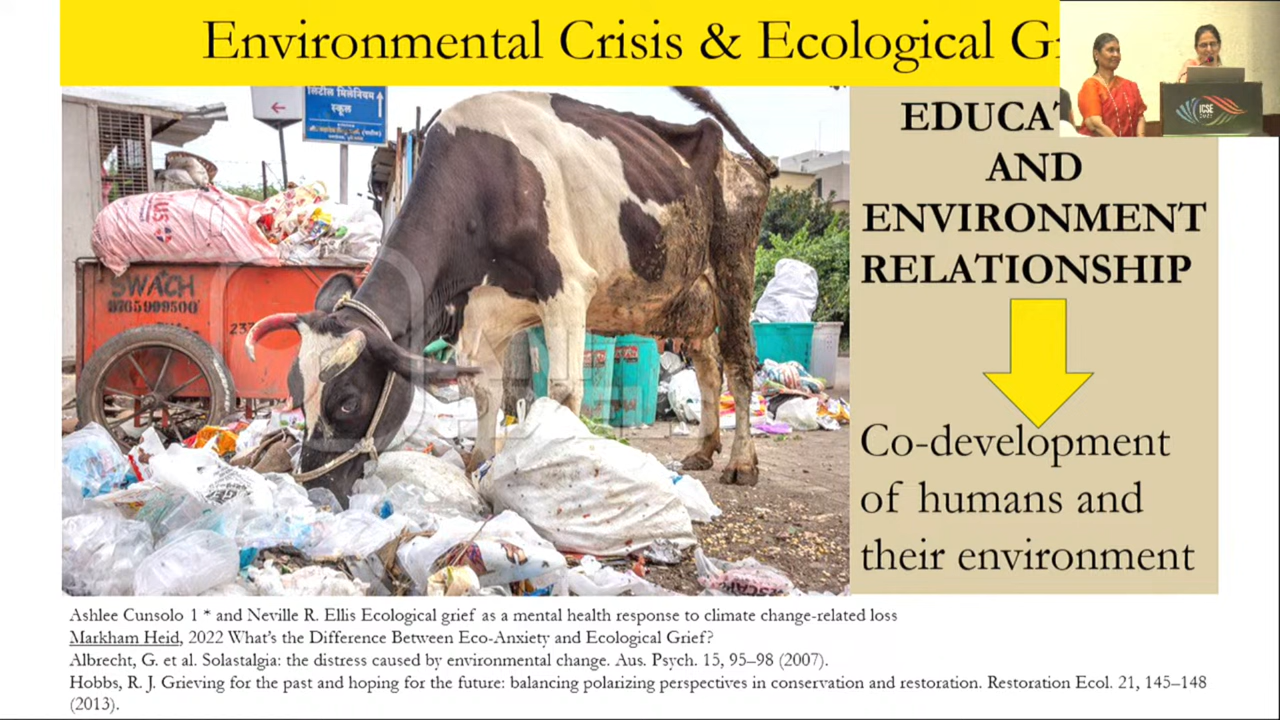 Environmental Crisis & Ecological G
लिटील मिलेनियम
स्कूल
SWACH
9765999500
EDUCAT
AND
ENVIRONMENT
RELATIONSHIP
Co-development
of humans and
their environment
ICSE
Ashlee Cunsolo 1 * and Neville R. Ellis Ecological grief as a mental health response to climate change-related loss
Markham Heid, 2022 What’s the Difference Between Eco-Anxiety and Ecological Grief?
Albrecht, G. et al. Solastalgia: the distress caused by environmental change. Aus. Psych. 15, 95–98 (2007).
Hobbs, R. J. Grieving for the past and hoping for the future: balancing polarizing perspectives in conservation and restoration. Restoration Ecol. 21, 145–148
(2013).